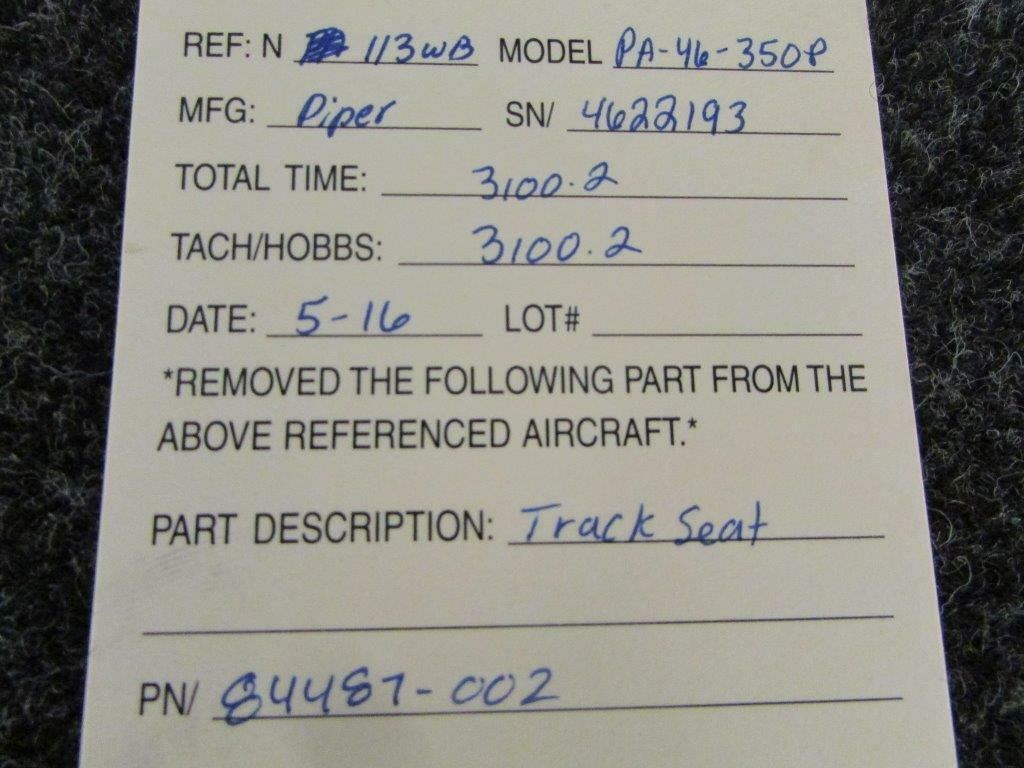 REF: N 113WB MODEL PA-46-350P
MFG: Piper SN/ 4622193
TOTAL TIME: 3100.2
TACH/HOBBS: 3100.2
DATE: 5-16 LOT#
*REMOVED THE FOLLOWING PART FROM THE
ABOVE REFERENCED AIRCRAFT.*
PART DESCRIPTION: Track Seat
PN/ 84487-002